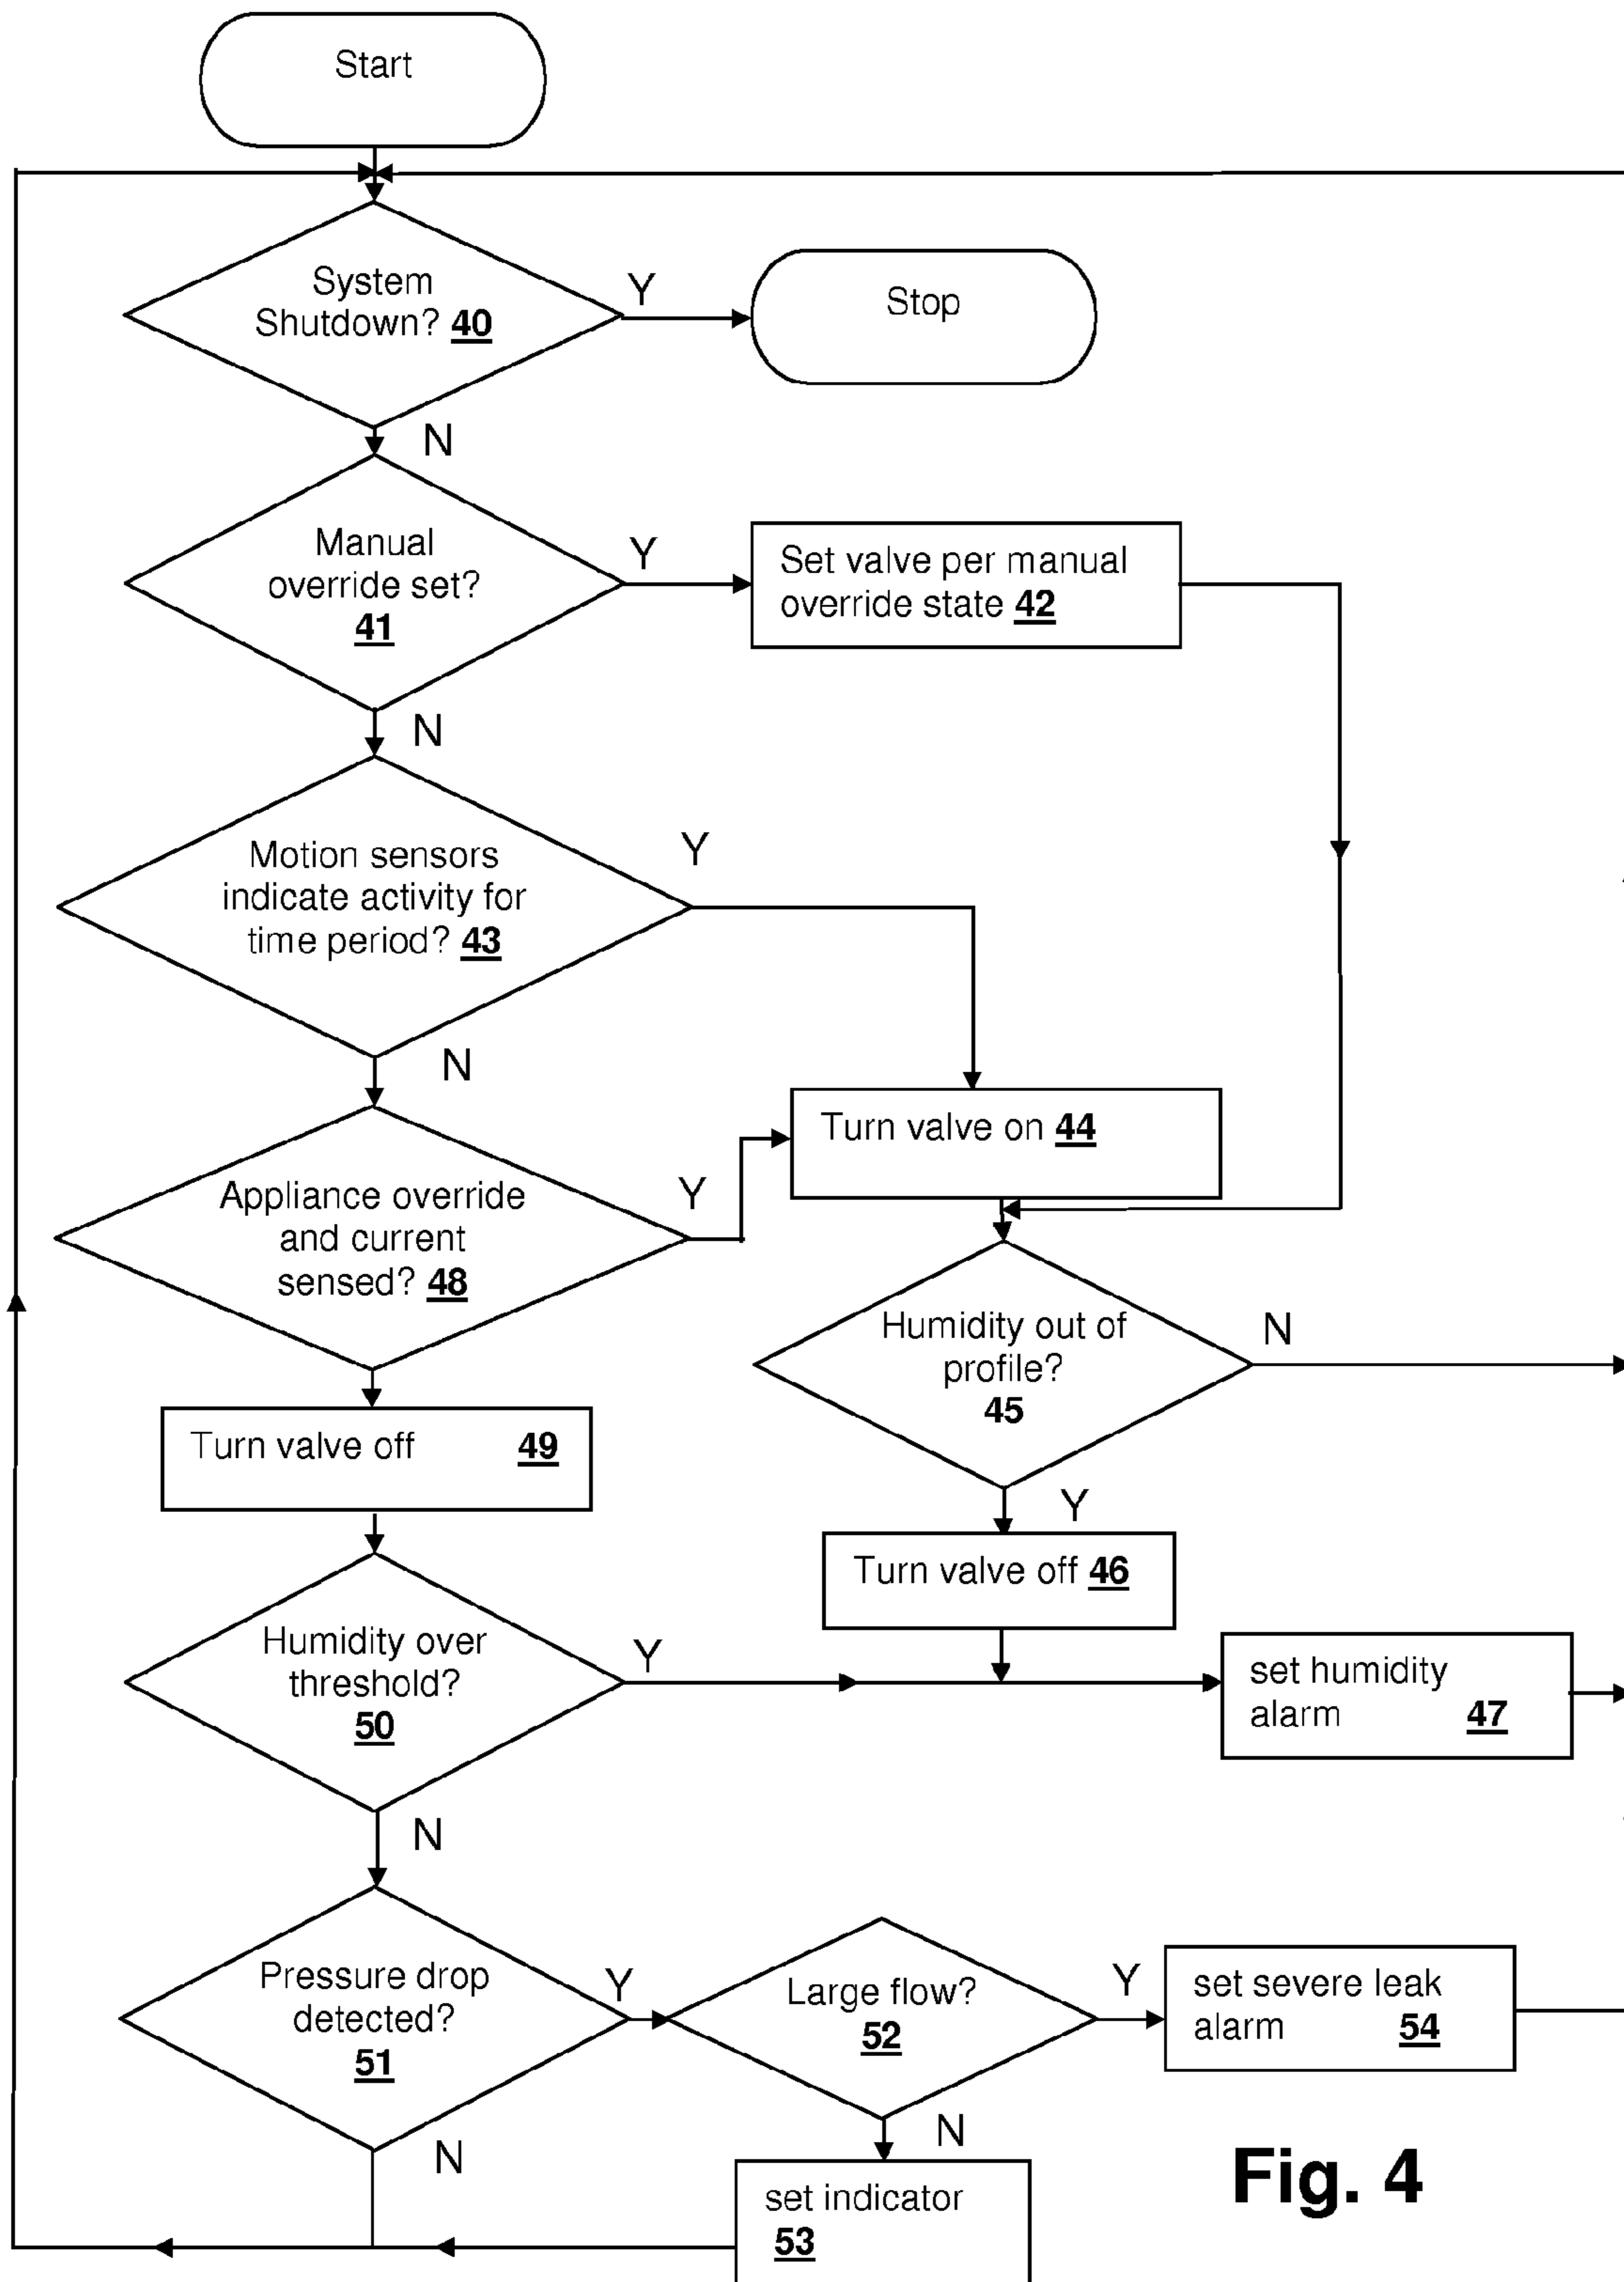 Start
System
Shutdown? 40
Y
Stop
N
Manual
override set?
41
Y
Set valve per manual
override state 42
N
Motion sensors
indicate activity for
time period? 43
Y
N
Turn valve on 44
Appliance override
and current
sensed? 48
Y
Humidity out of
profile?
45
N
Turn valve off 49
Y
Turn valve off 46
Humidity over
threshold?
50
Y
set humidity
alarm 47
N
Pressure drop
detected?
51
Y
Large flow?
52
Y
set severe leak
alarm 54
N
N
set indicator
53
Fig. 4